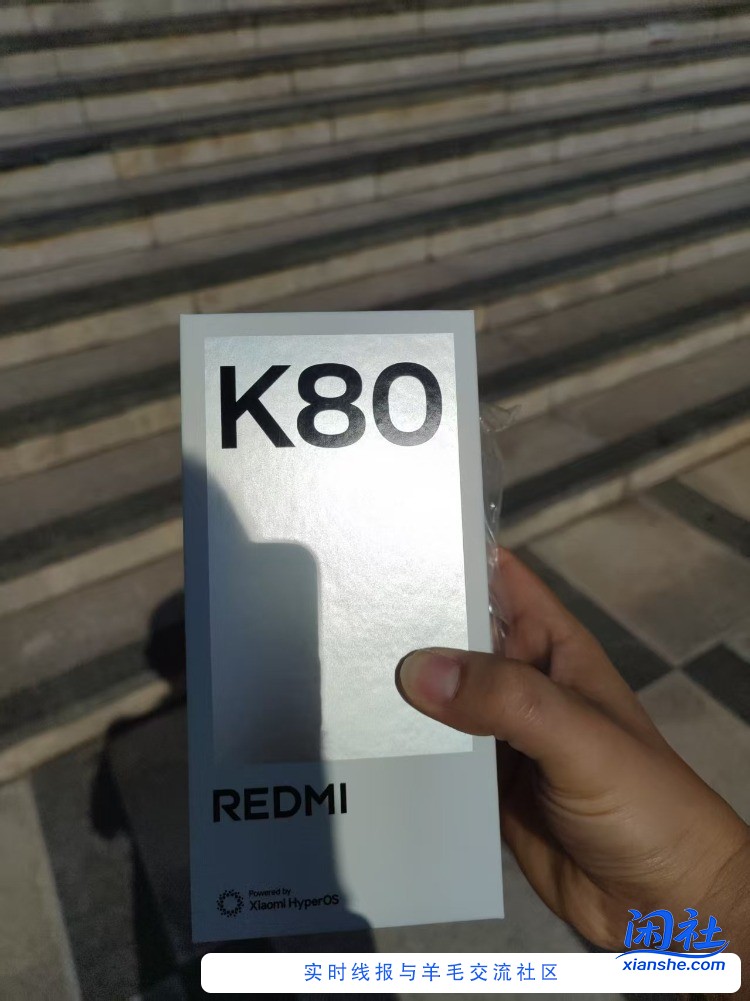 K80
REDMI
Powered by
Xiaomi HyperOS
闲社
xianshe.com
实时线报与羊毛交流社区